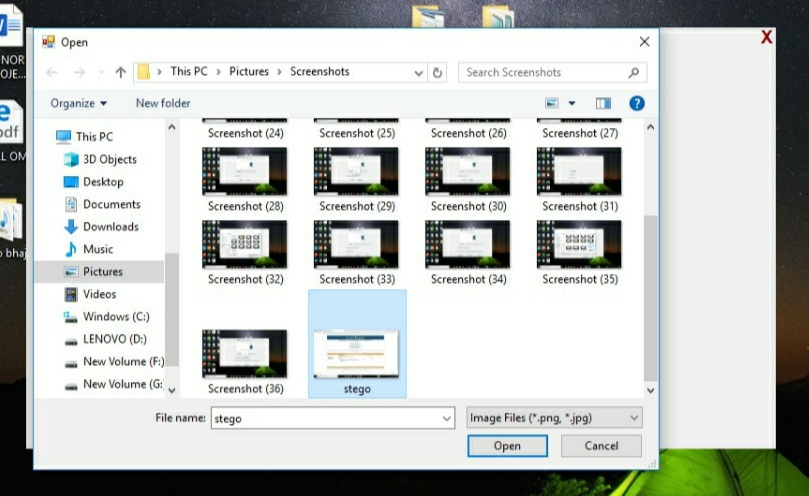 W
NOR
OJE...
e
pdf
L OM
o bhaj
X
Open
This PC > Pictures > Screenshots
Search Screenshots
Organize
New folder
?
This PC
3D Objects
Desktop
Documents
Downloads
Music
Pictures
Videos
Windows (C:)
LENOVO (D:)
New Volume (F:)
New Volume (G:
Screenshot (24) Screenshot (25) Screenshot (26) Screenshot (27)
Screenshot (28) Screenshot (29) Screenshot (30) Screenshot (31)
Screenshot (32) Screenshot (33) Screenshot (34) Screenshot (35)
Screenshot (36) stego
File name: stego
Image Files (*.png, *.jpg)
Open Cancel